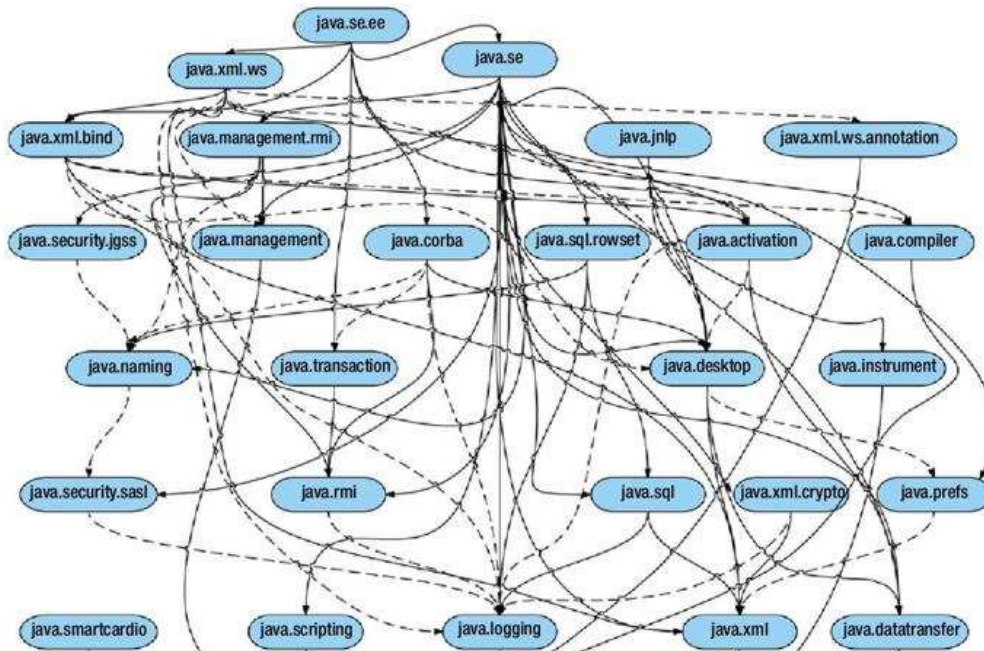 java.se.ee
java.se
java.xml.ws
java.xml.bind
java.management.rmi
java.jnlp
java.xml.ws.annotation
java.security.jgss
java.management
java.corba
java.sql.rowset
java.activation
java.compiler
java.naming
java.transaction
java.desktop
java.instrument
java.security.sasl
java.rmi
java.sql
java.xml.crypto
java.prefs
java.smartcardio
java.scripting
java.logging
java.xml
java.datatransfer